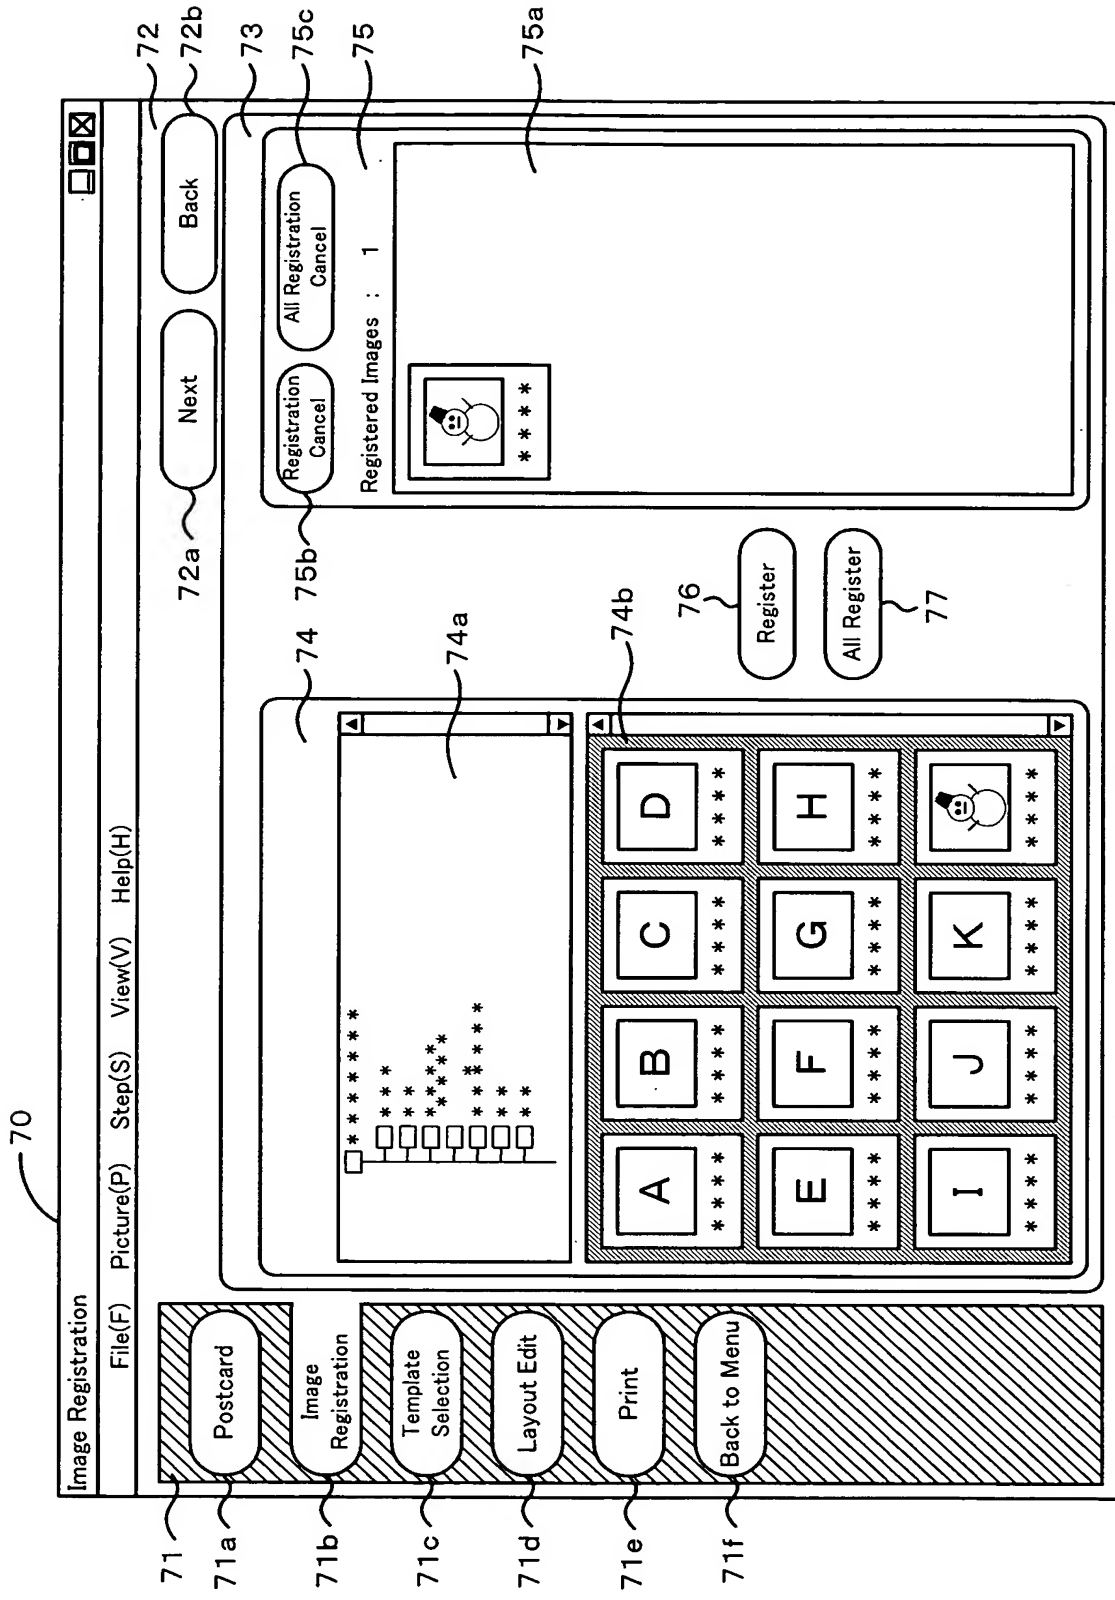 70
Image Registration
File(F) Picture(P) Step(S) View(V) Help(H)
71
72
72a
Next
72b
Back
73
71a
Postcard
71b
Image
Registration
71c
Template
Selection
71d
Layout Edit
71e
Print
71f
Back to Menu
74
74a
* * * * * * * *
* * *
* *
* * * *
* * * *
*
* * * * * *
* *
* *
74b
A
* * * *
B
* * * *
C
* * * *
D
* * * *
E
* * * *
F
* * * *
G
* * * *
H
* * * *
I
* * * *
J
* * * *
K
* * * *
* * * *
76
Register
All Register
77
75b
Registration
Cancel
75c
All Registration
Cancel
75
Registered Images : 1
75a
* * * *